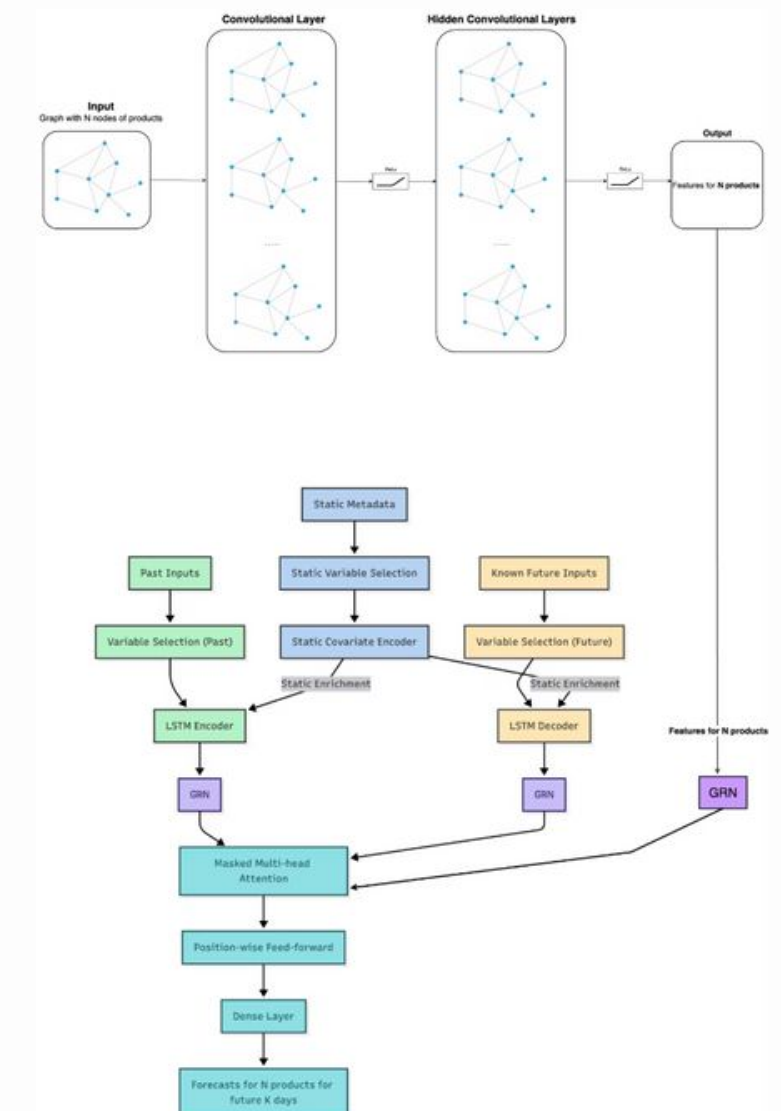 Convolutional Layer
Hidden Convolutional Layers
Input
Graph with N nodes of products
Output
ReLu
ReLu
Features for N products
.....
.....
Static Metadata
Past Inputs
Static Variable Selection
Known Future Inputs
Variable Selection (Past)
Static Covariate Encoder
Variable Selection (Future)
Static Enrichment
Static Enrichment
LSTM Encoder
LSTM Decoder
Features for N products
GRN
GRN
GRN
Masked Multi-head
Attention
Position-wise Feed-forward
Dense Layer
Forecasts for N products for
future K days